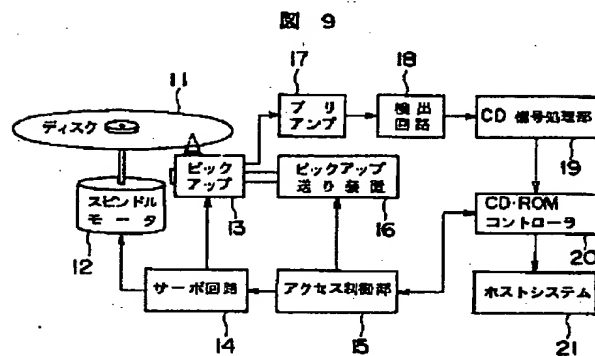 図 9
17
18
11
プリ
アンプ
検出
回路
CD 信号処理部
ディスク
19
ピック
アップ
ピックアップ
送り装置
スピンドル
モータ
13
16
CD・ROM
コントローラ
12
20
サーボ回路
アクセス制御部
ホストシステム
14
15
21